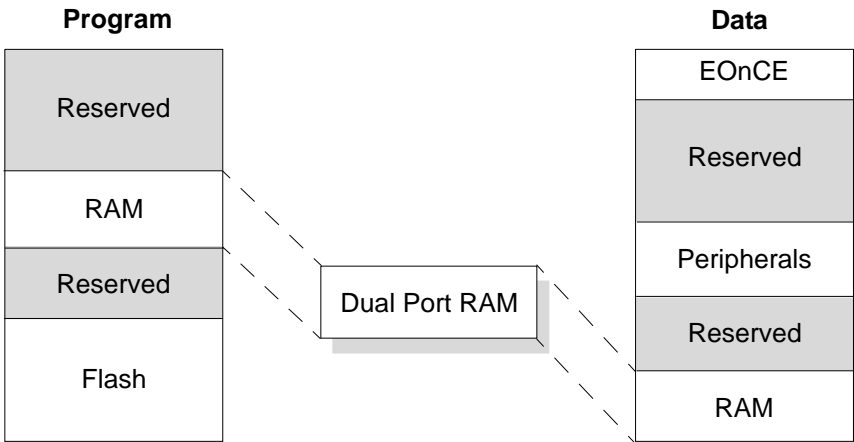 Program
Reserved
RAM
Reserved
Flash
Dual Port RAM
Data
EOnCE
Reserved
Peripherals
Reserved
RAM